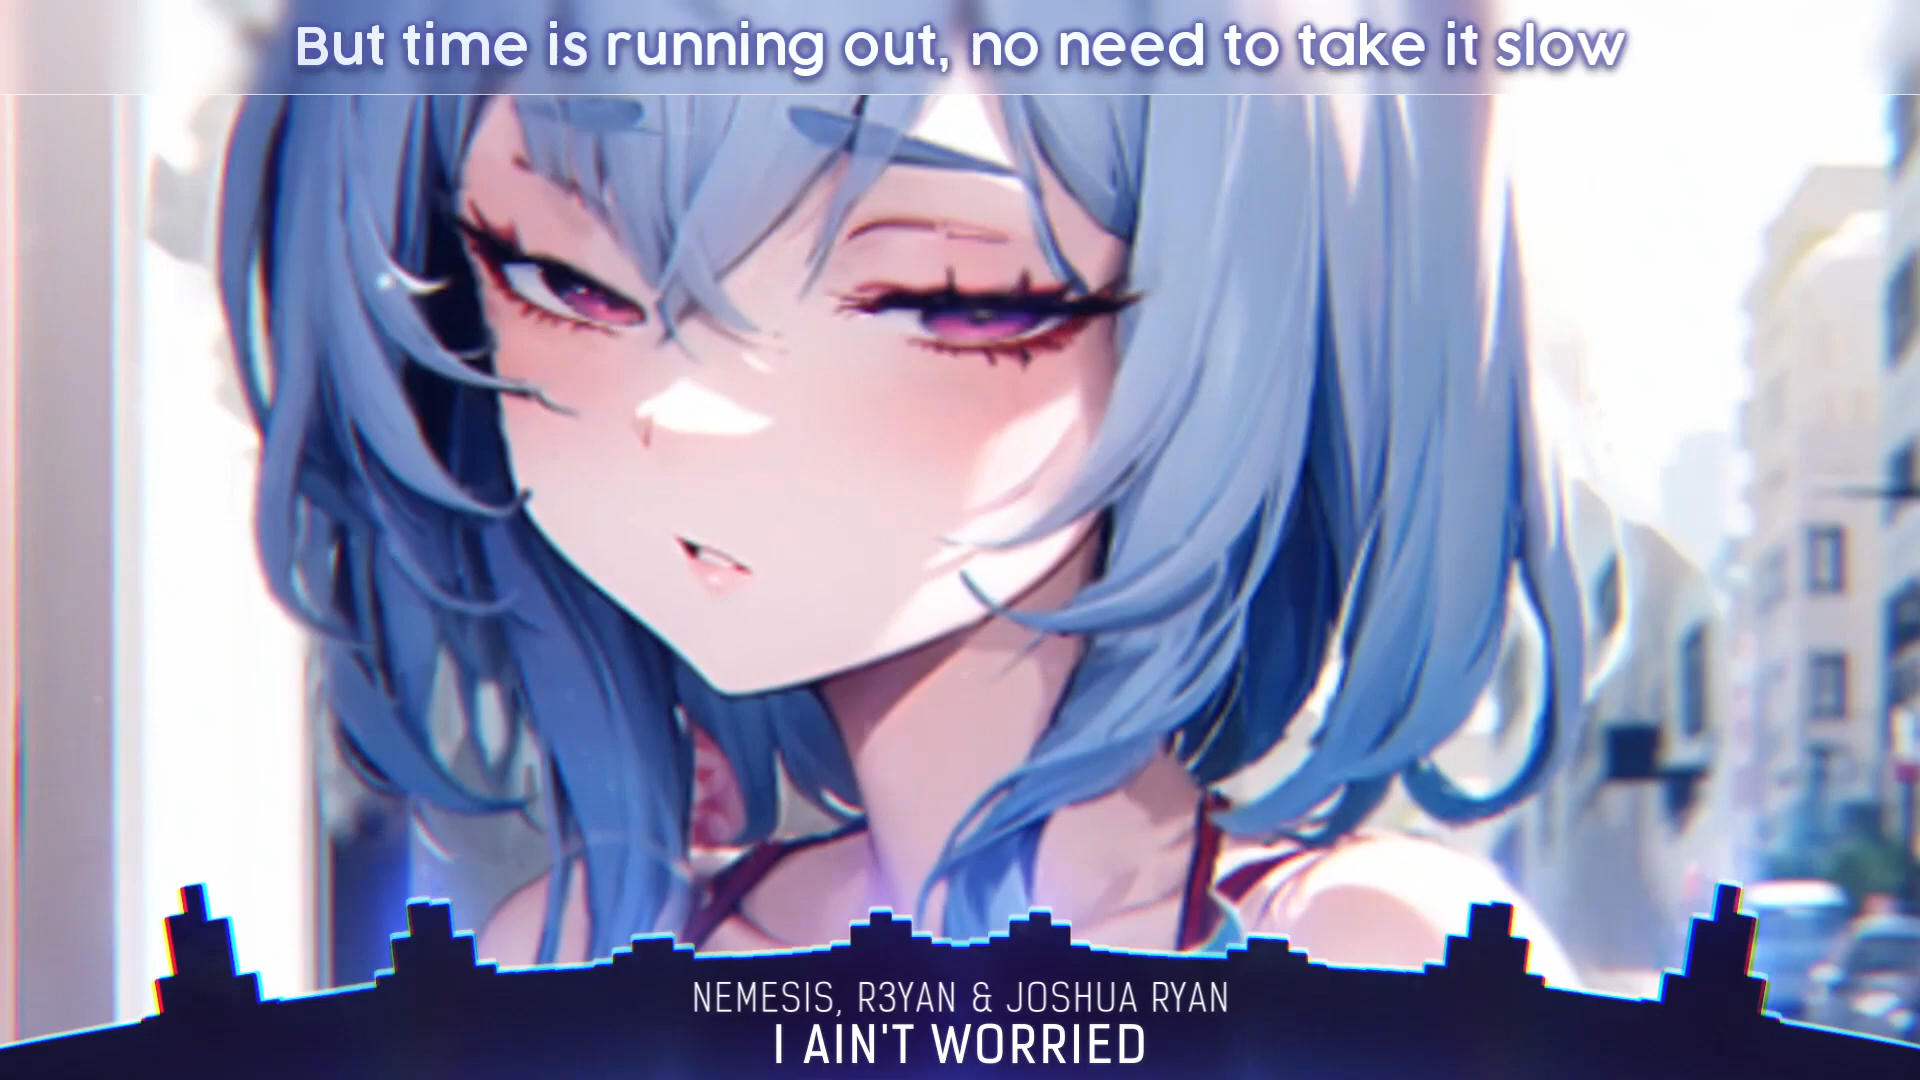 But time is running out, no need to take it slow
NEMESIS, R3YAN & JOSHUA RYAN
I AIN'T WORRIED